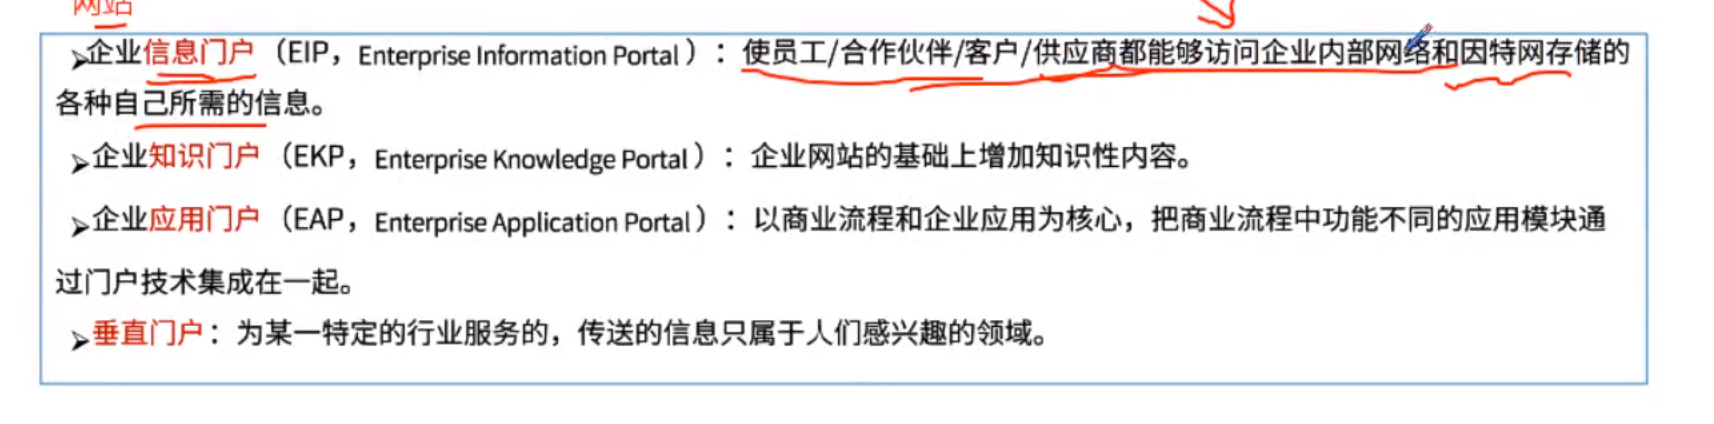 网站
➢企业信息门户（EIP，Enterprise Information Portal）：使员工/合作伙伴/客户/供应商都能够访问企业内部网络和因特网存储的
各种自己所需的信息。
➢企业知识门户（EKP，Enterprise Knowledge Portal）：企业网站的基础上增加知识性内容。
➢企业应用门户（EAP，Enterprise Application Portal）：以商业流程和企业应用为核心，把商业流程中功能不同的应用模块通
过门户技术集成在一起。
➢垂直门户：为某一特定的行业服务的，传送的信息只属于人们感兴趣的领域。